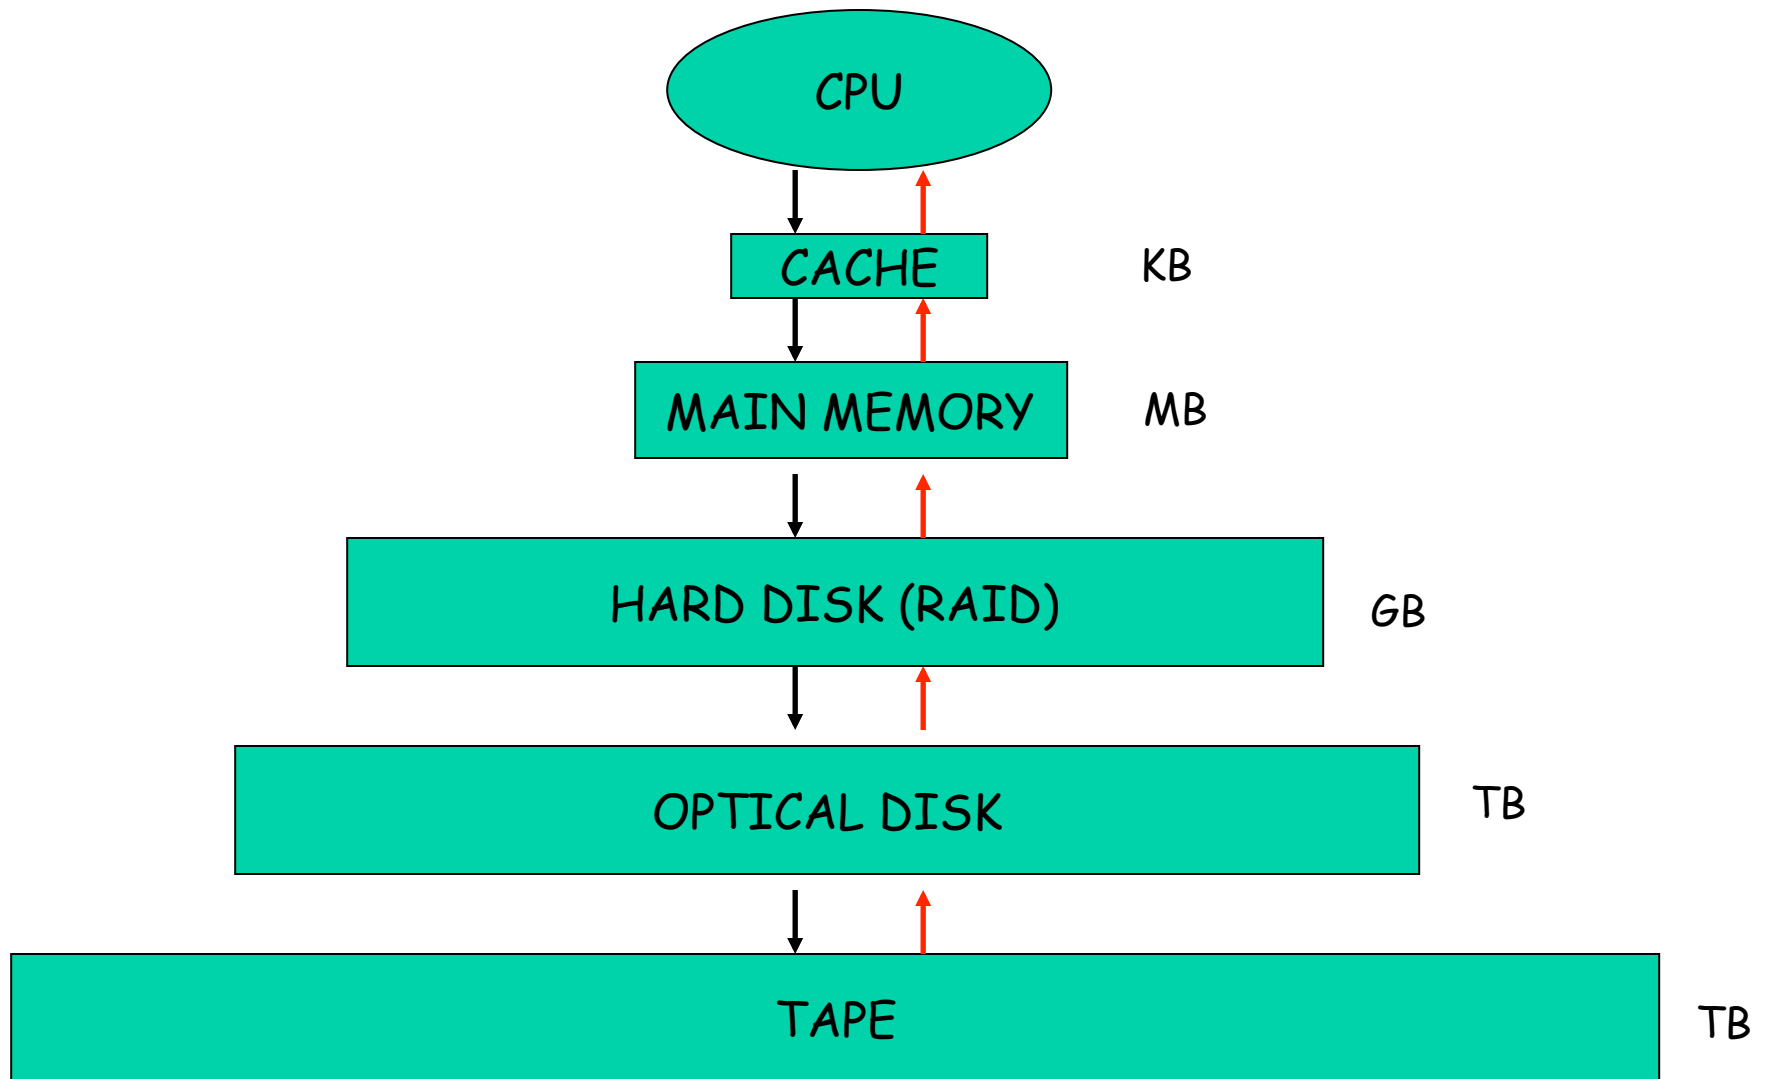 CPU
CACHE
KB
MAIN MEMORY
MB
HARD DISK (RAID)
GB
OPTICAL DISK
TB
TAPE
TB